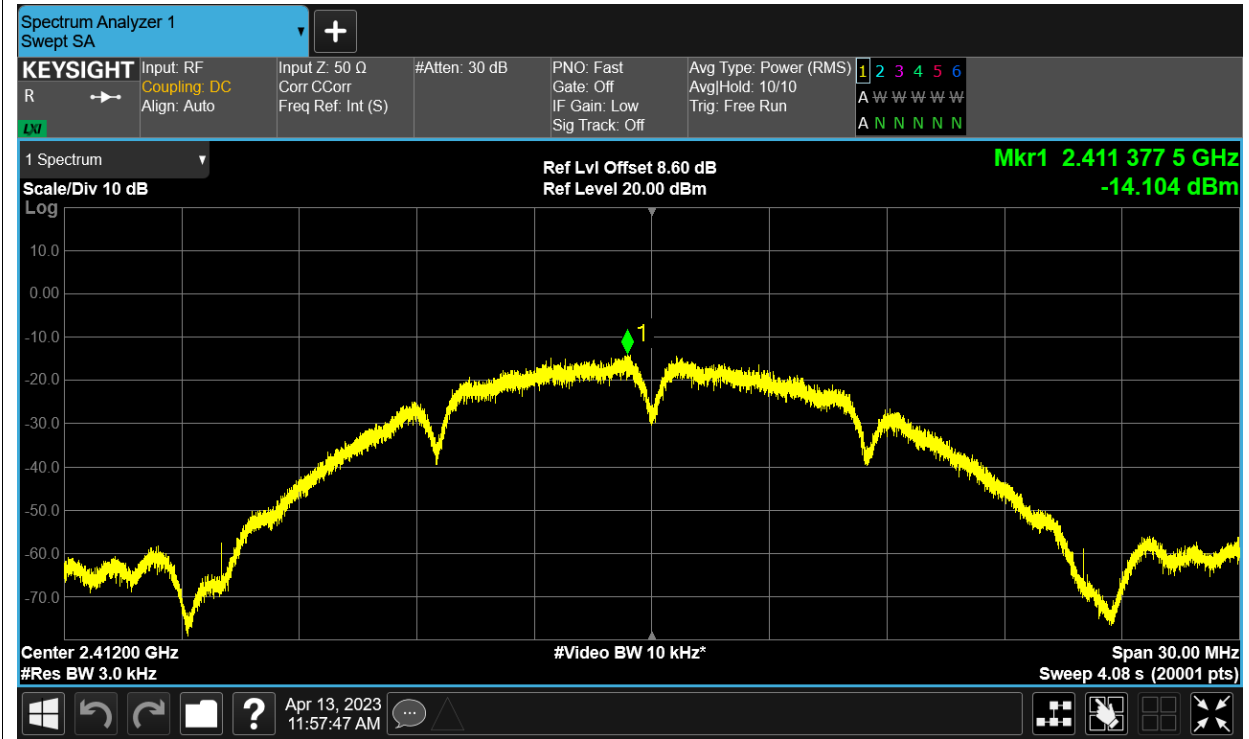 Spectrum Analyzer 1
Swept SA
KEYSIGHT
R
LXI
Input: RF
Coupling: DC
Align: Auto
Input Z: 50 Ω
Corr CCorr
Freq Ref: Int (S)
#Atten: 30 dB
PNO: Fast
Gate: Off
IF Gain: Low
Sig Track: Off
Avg Type: Power (RMS)
Avg|Hold: 10/10
Trig: Free Run
1 2 3 4 5 6
A W W W W W
A N N N N N
1 Spectrum
Scale/Div 10 dB
Log
Ref Lvl Offset 8.60 dB
Ref Level 20.00 dBm
Mkr1 2.411 377 5 GHz
-14.104 dBm
10.0
0.00
-10.0
-20.0
-30.0
-40.0
-50.0
-60.0
-70.0
1
Center 2.41200 GHz
#Res BW 3.0 kHz
#Video BW 10 kHz*
Span 30.00 MHz
Sweep 4.08 s (20001 pts)
?
Apr 13, 2023
11:57:47 AM